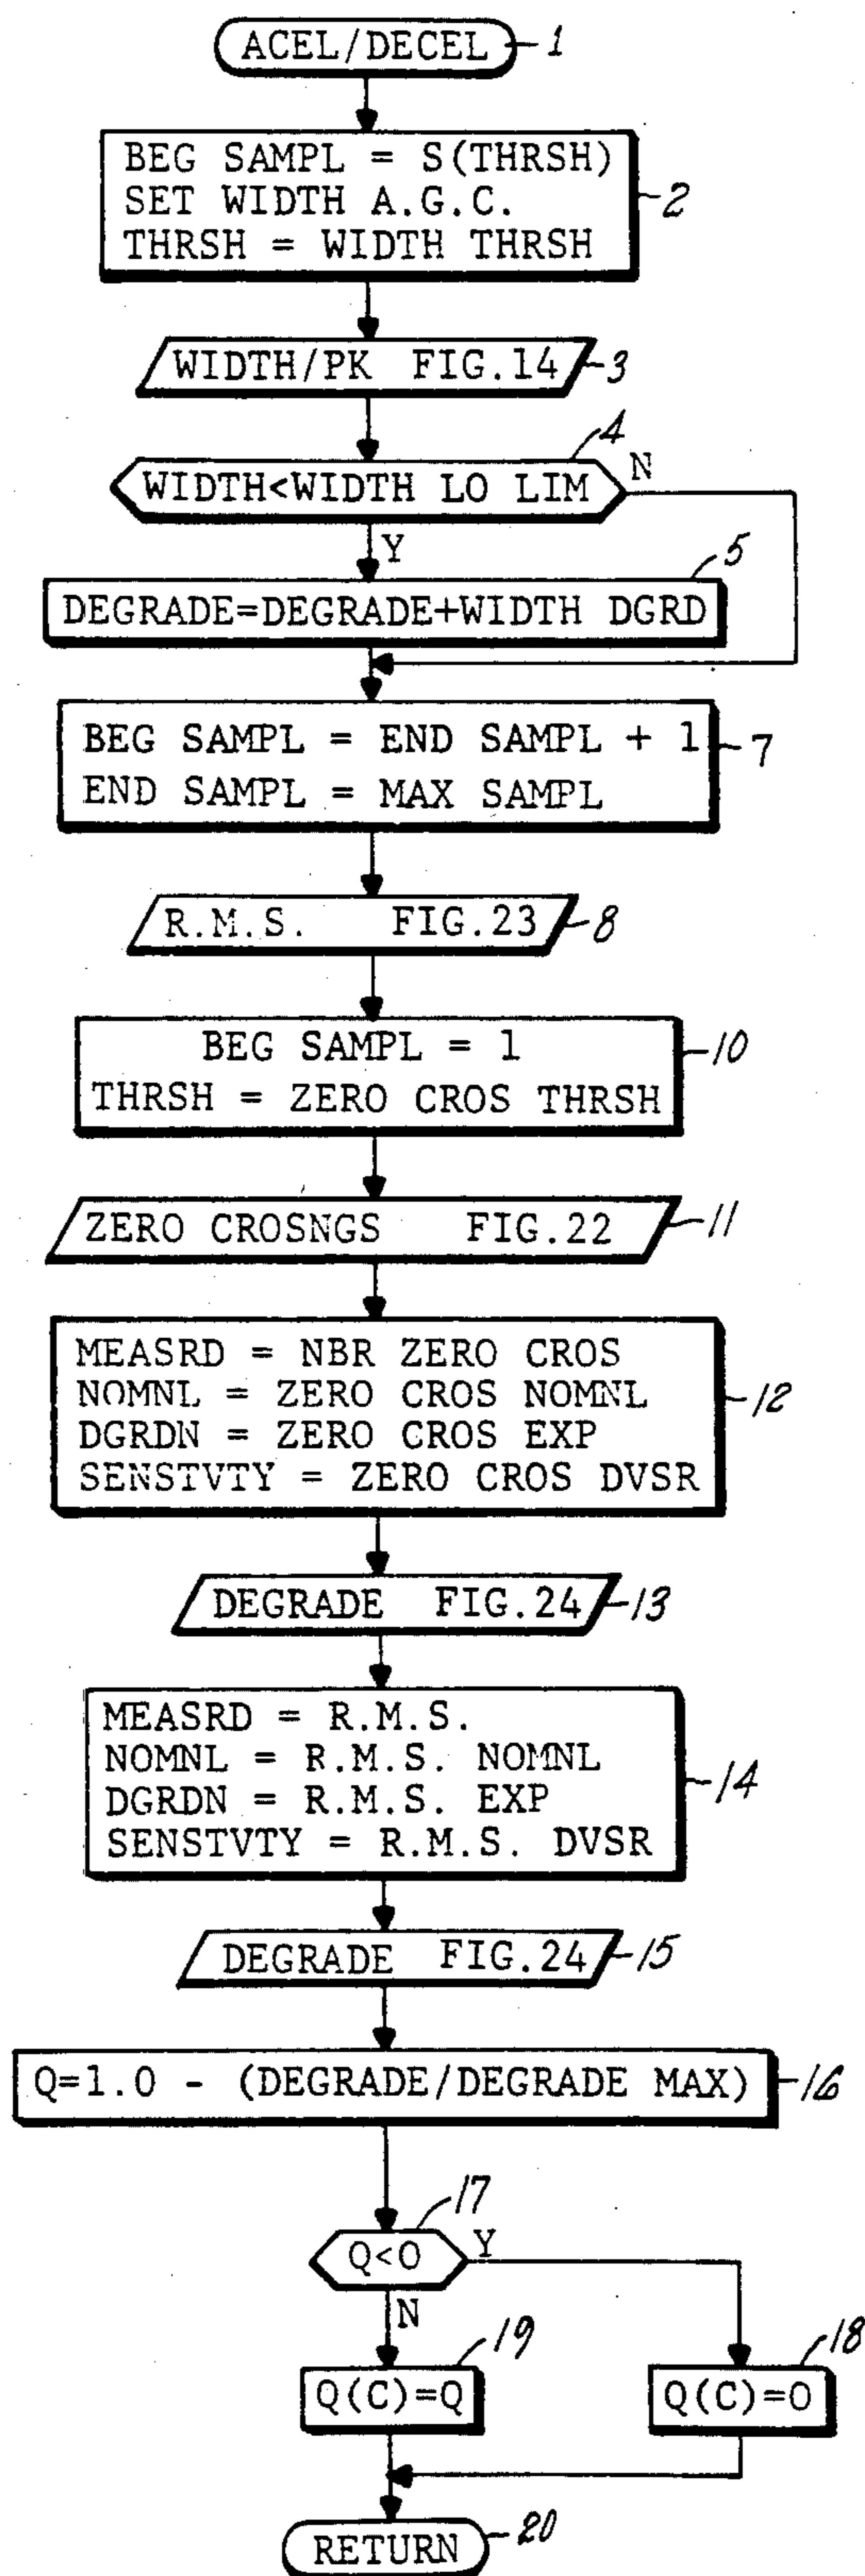 ACEL/DECEL 1
BEG SAMPL = S(THRSH)
SET WIDTH A.G.C.
THRSH = WIDTH THRSH
2
WIDTH/PK FIG.14 3
4
WIDTH<WIDTH LO LIM N
Y
5
DEGRADE=DEGRADE+WIDTH DGRD
BEG SAMPL = END SAMPL + 1
END SAMPL = MAX SAMPL
7
R.M.S. FIG.23 8
BEG SAMPL = 1
THRSH = ZERO CROS THRSH
10
ZERO CROSNGS FIG.22 11
MEASRD = NBR ZERO CROS
NOMNL = ZERO CROS NOMNL
DGRDN = ZERO CROS EXP
SENSTVTY = ZERO CROS DVSR
12
DEGRADE FIG.24 13
MEASRD = R.M.S.
NOMNL = R.M.S. NOMNL
DGRDN = R.M.S. EXP
SENSTVTY = R.M.S. DVSR
14
DEGRADE FIG.24 15
Q=1.0 - (DEGRADE/DEGRADE MAX) 16
17
Q<0 Y
N
19 18
Q(C)=Q Q(C)=0
RETURN 20